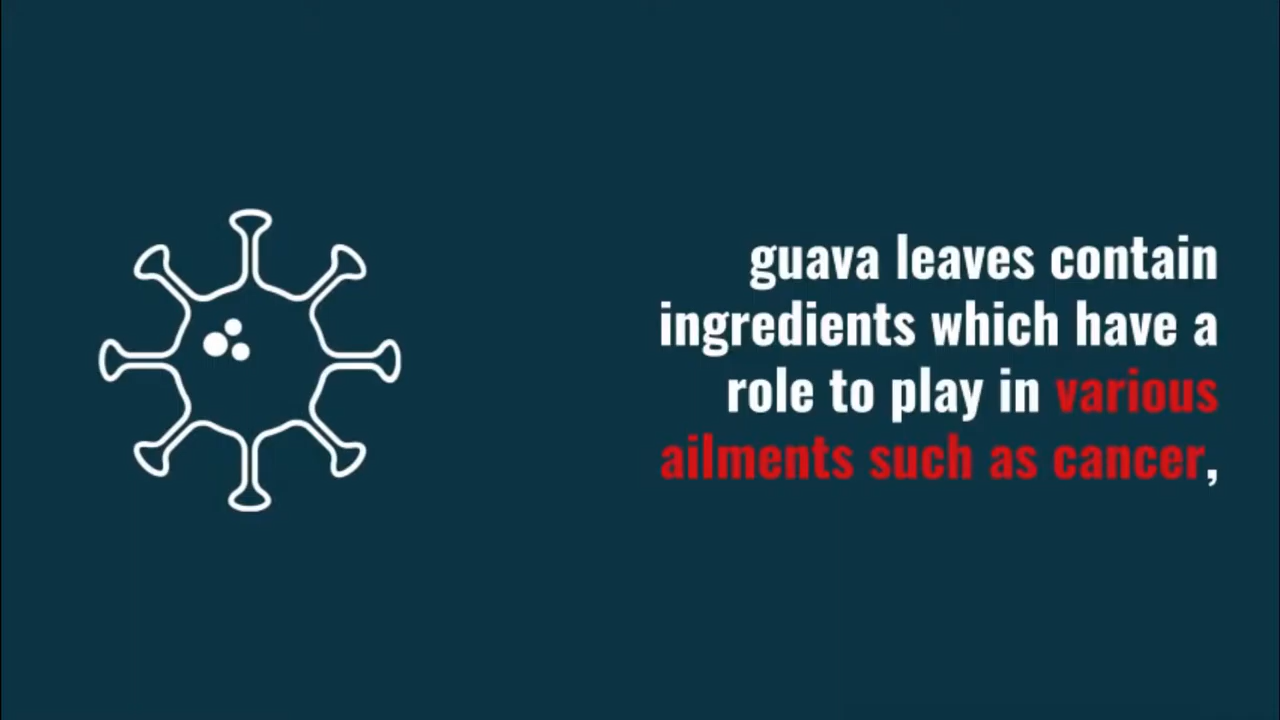 guava leaves contain
ingredients which have a
role to play in various
ailments such as cancer,